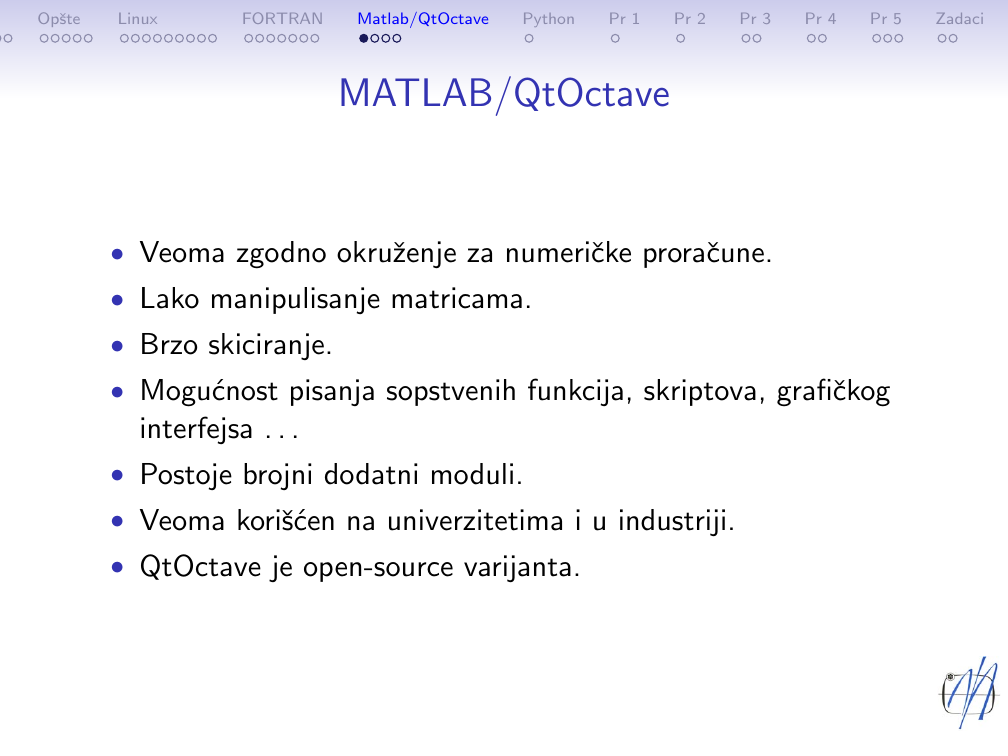 Opšte Linux FORTRAN Matlab/QtOctave Python Pr 1 Pr 2 Pr 3 Pr 4 Pr 5 Zadaci
MATLAB/QtOctave
• Veoma zgodno okruženje za numeričke proračune.
• Lako manipulisanje matricama.
• Brzo skiciranje.
• Mogućnost pisanja sopstvenih funkcija, skriptova, grafičkog
interfejsa . . .
• Postoje brojni dodatni moduli.
• Veoma korišćen na univerzitetima i u industriji.
• QtOctave je open-source varijanta.